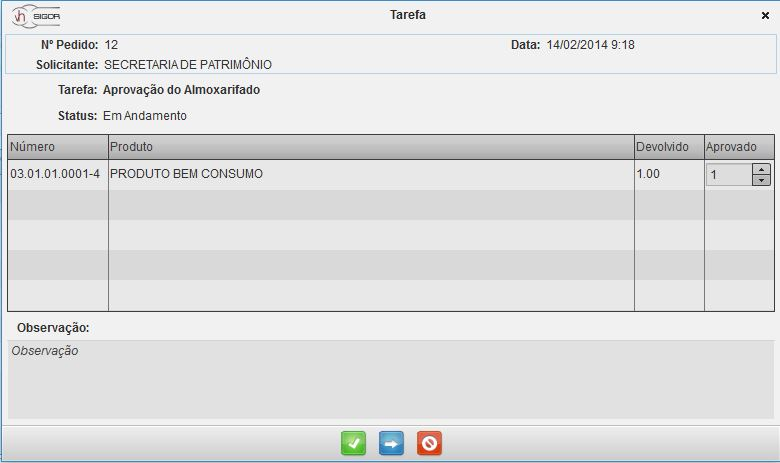 vh SIGOR
Tarefa
Nº Pedido: 12 Data: 14/02/2014 9:18
Solicitante: SECRETARIA DE PATRIMÔNIO
Tarefa: Aprovação do Almoxarifado
Status: Em Andamento
Número Produto Devolvido Aprovado
03.01.01.0001-4 PRODUTO BEM CONSUMO 1.00 1
Observação:
Observação